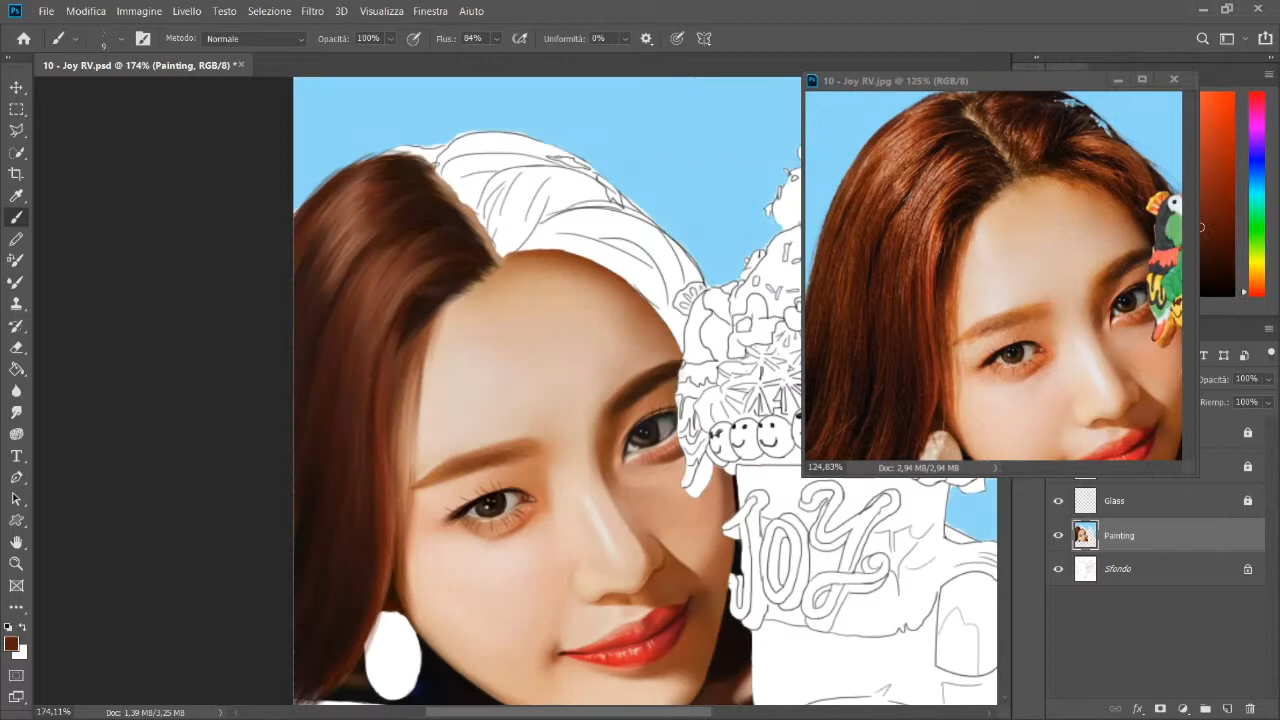 Ps File Modifica Immagine Livello Testo Selezione Filtro 3D Visualizza Finestra Aiuto
9 Metodo: Normale Opacità: 100% Flus.: 84% Uniformità: 0%
10 - Joy RV.psd @ 174% (Painting, RGB/8) *
10 - Joy RV.jpg @ 125% (RGB/8)
Opacità: 100%
Riemp.: 100%
124,83% Doc: 2,94 MB/2,94 MB
Glass
Painting
Sfondo
JOY
174,11% Doc: 1,39 MB/3,25 MB